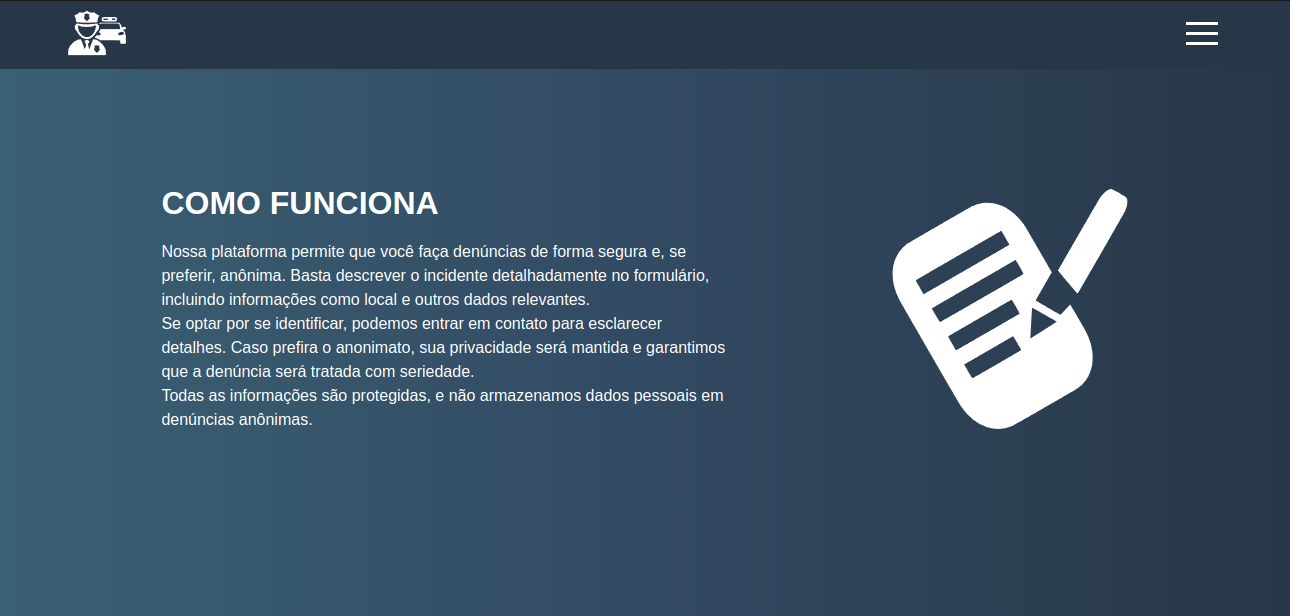 COMO FUNCIONA
Nossa plataforma permite que você faça denúncias de forma segura e, se
preferir, anônima. Basta descrever o incidente detalhadamente no formulário,
incluindo informações como local e outros dados relevantes.
Se optar por se identificar, podemos entrar em contato para esclarecer
detalhes. Caso prefira o anonimato, sua privacidade será mantida e garantimos
que a denúncia será tratada com seriedade.
Todas as informações são protegidas, e não armazenamos dados pessoais em
denúncias anônimas.